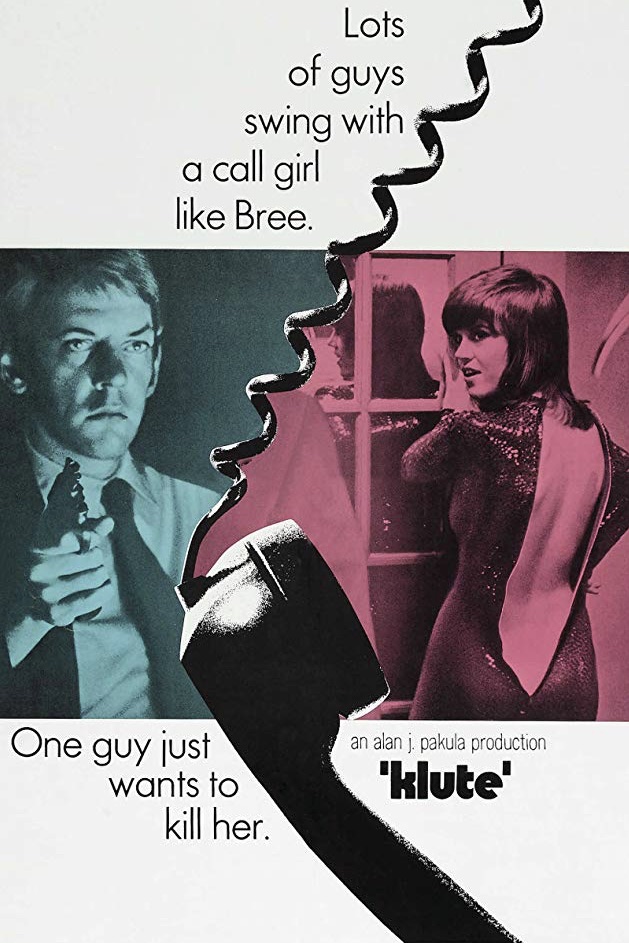 Lots
of guys
swing with
a call girl
like Bree.
One guy just
wants to
kill her.
an alan j. pakula production
'klute'